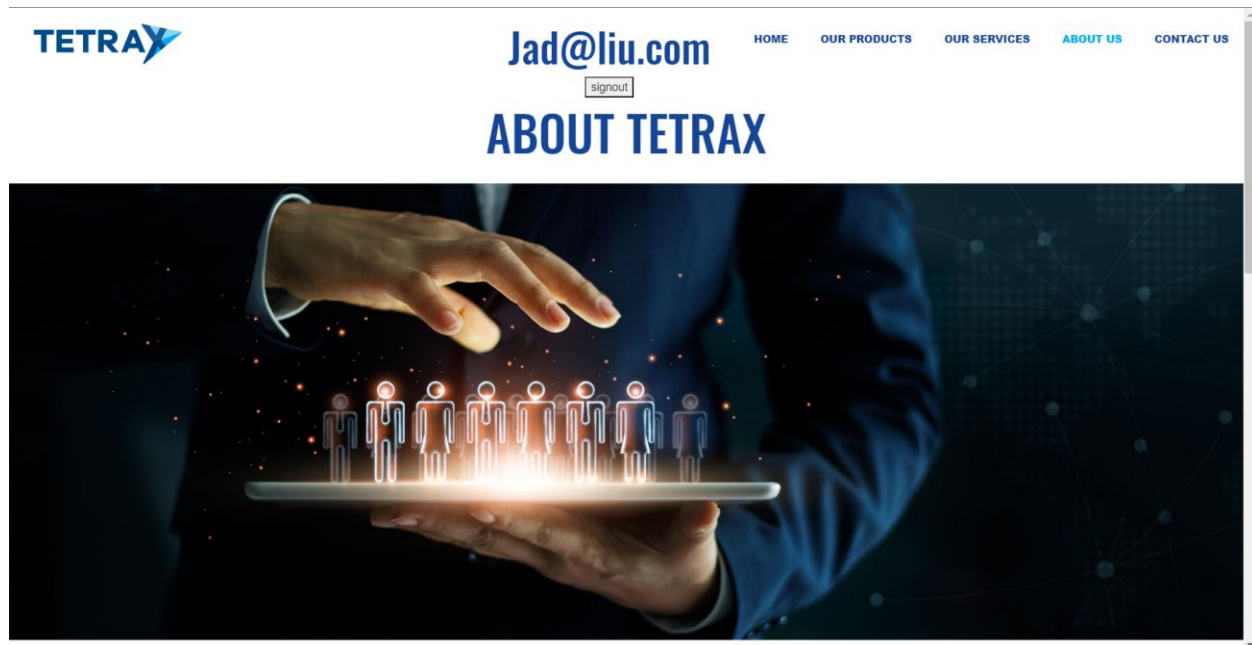 TETRAX
Jad@liu.com
HOME OUR PRODUCTS OUR SERVICES ABOUT US CONTACT US
signout
ABOUT TETRAX